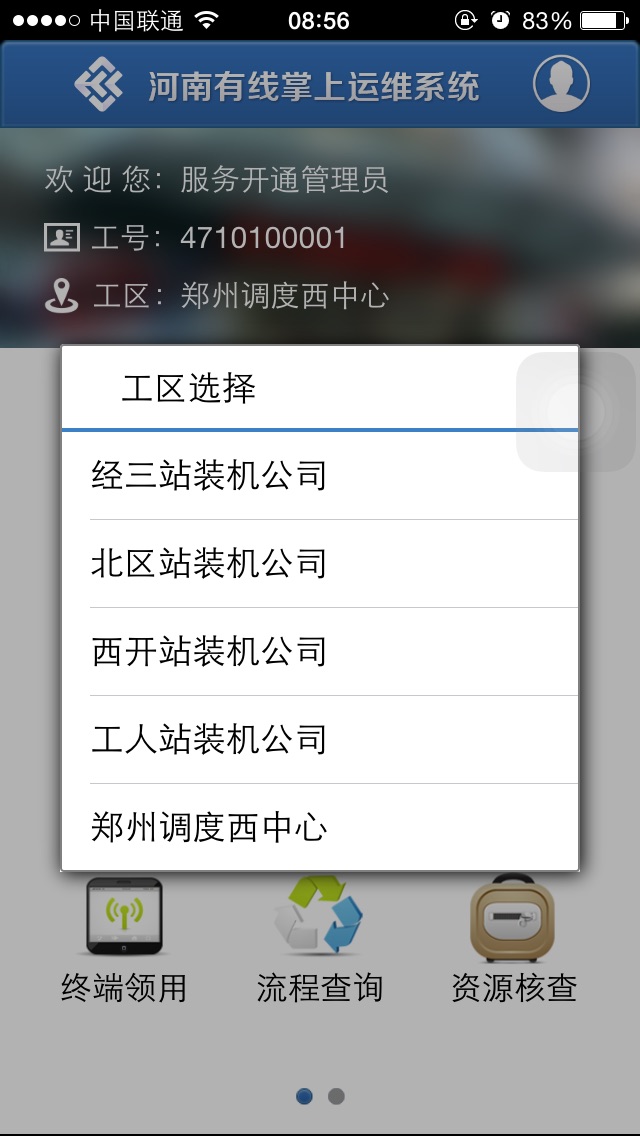 中国联通 08:56 83%
河南有线掌上运维系统
欢 迎 您： 服务开通管理员
工号： 4710100001
工区： 郑州调度西中心
工区选择
经三站装机公司
北区站装机公司
西开站装机公司
工人站装机公司
郑州调度西中心
终端领用 流程查询 资源核查